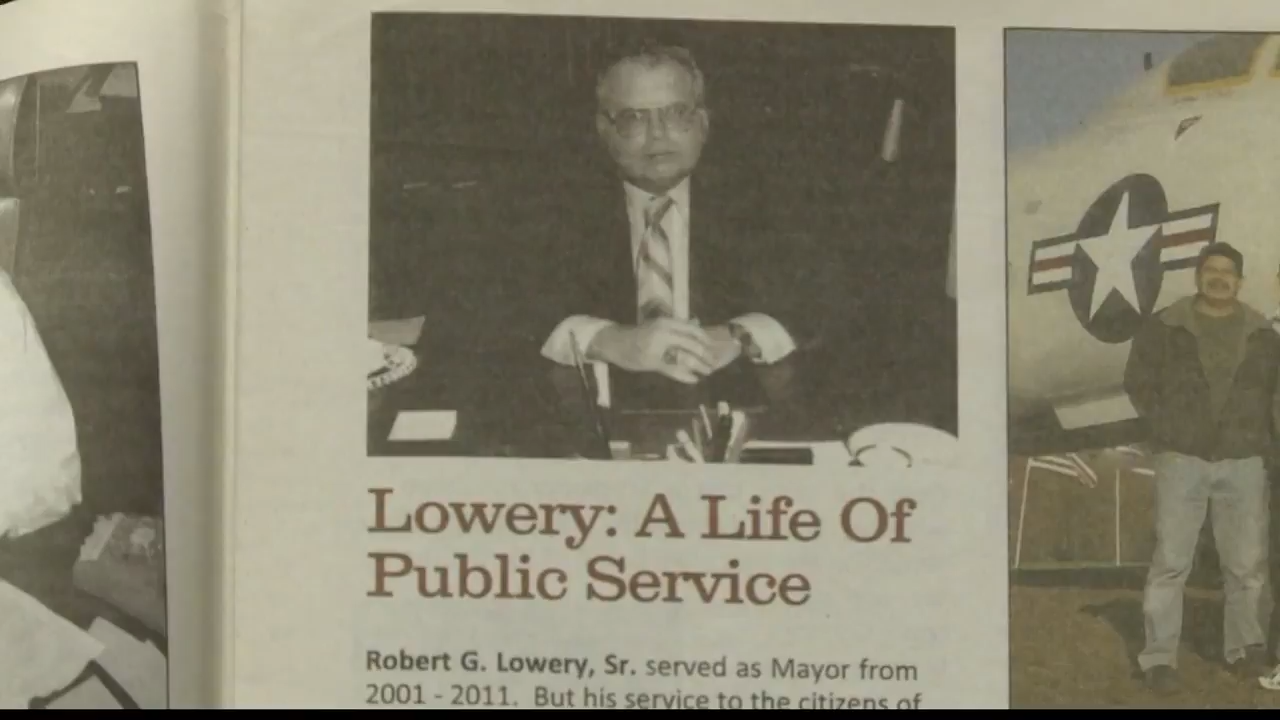 Lowery: A Life Of
Public Service
Robert G. Lowery, Sr. served as Mayor from
2001 - 2011. But his service to the citizens of